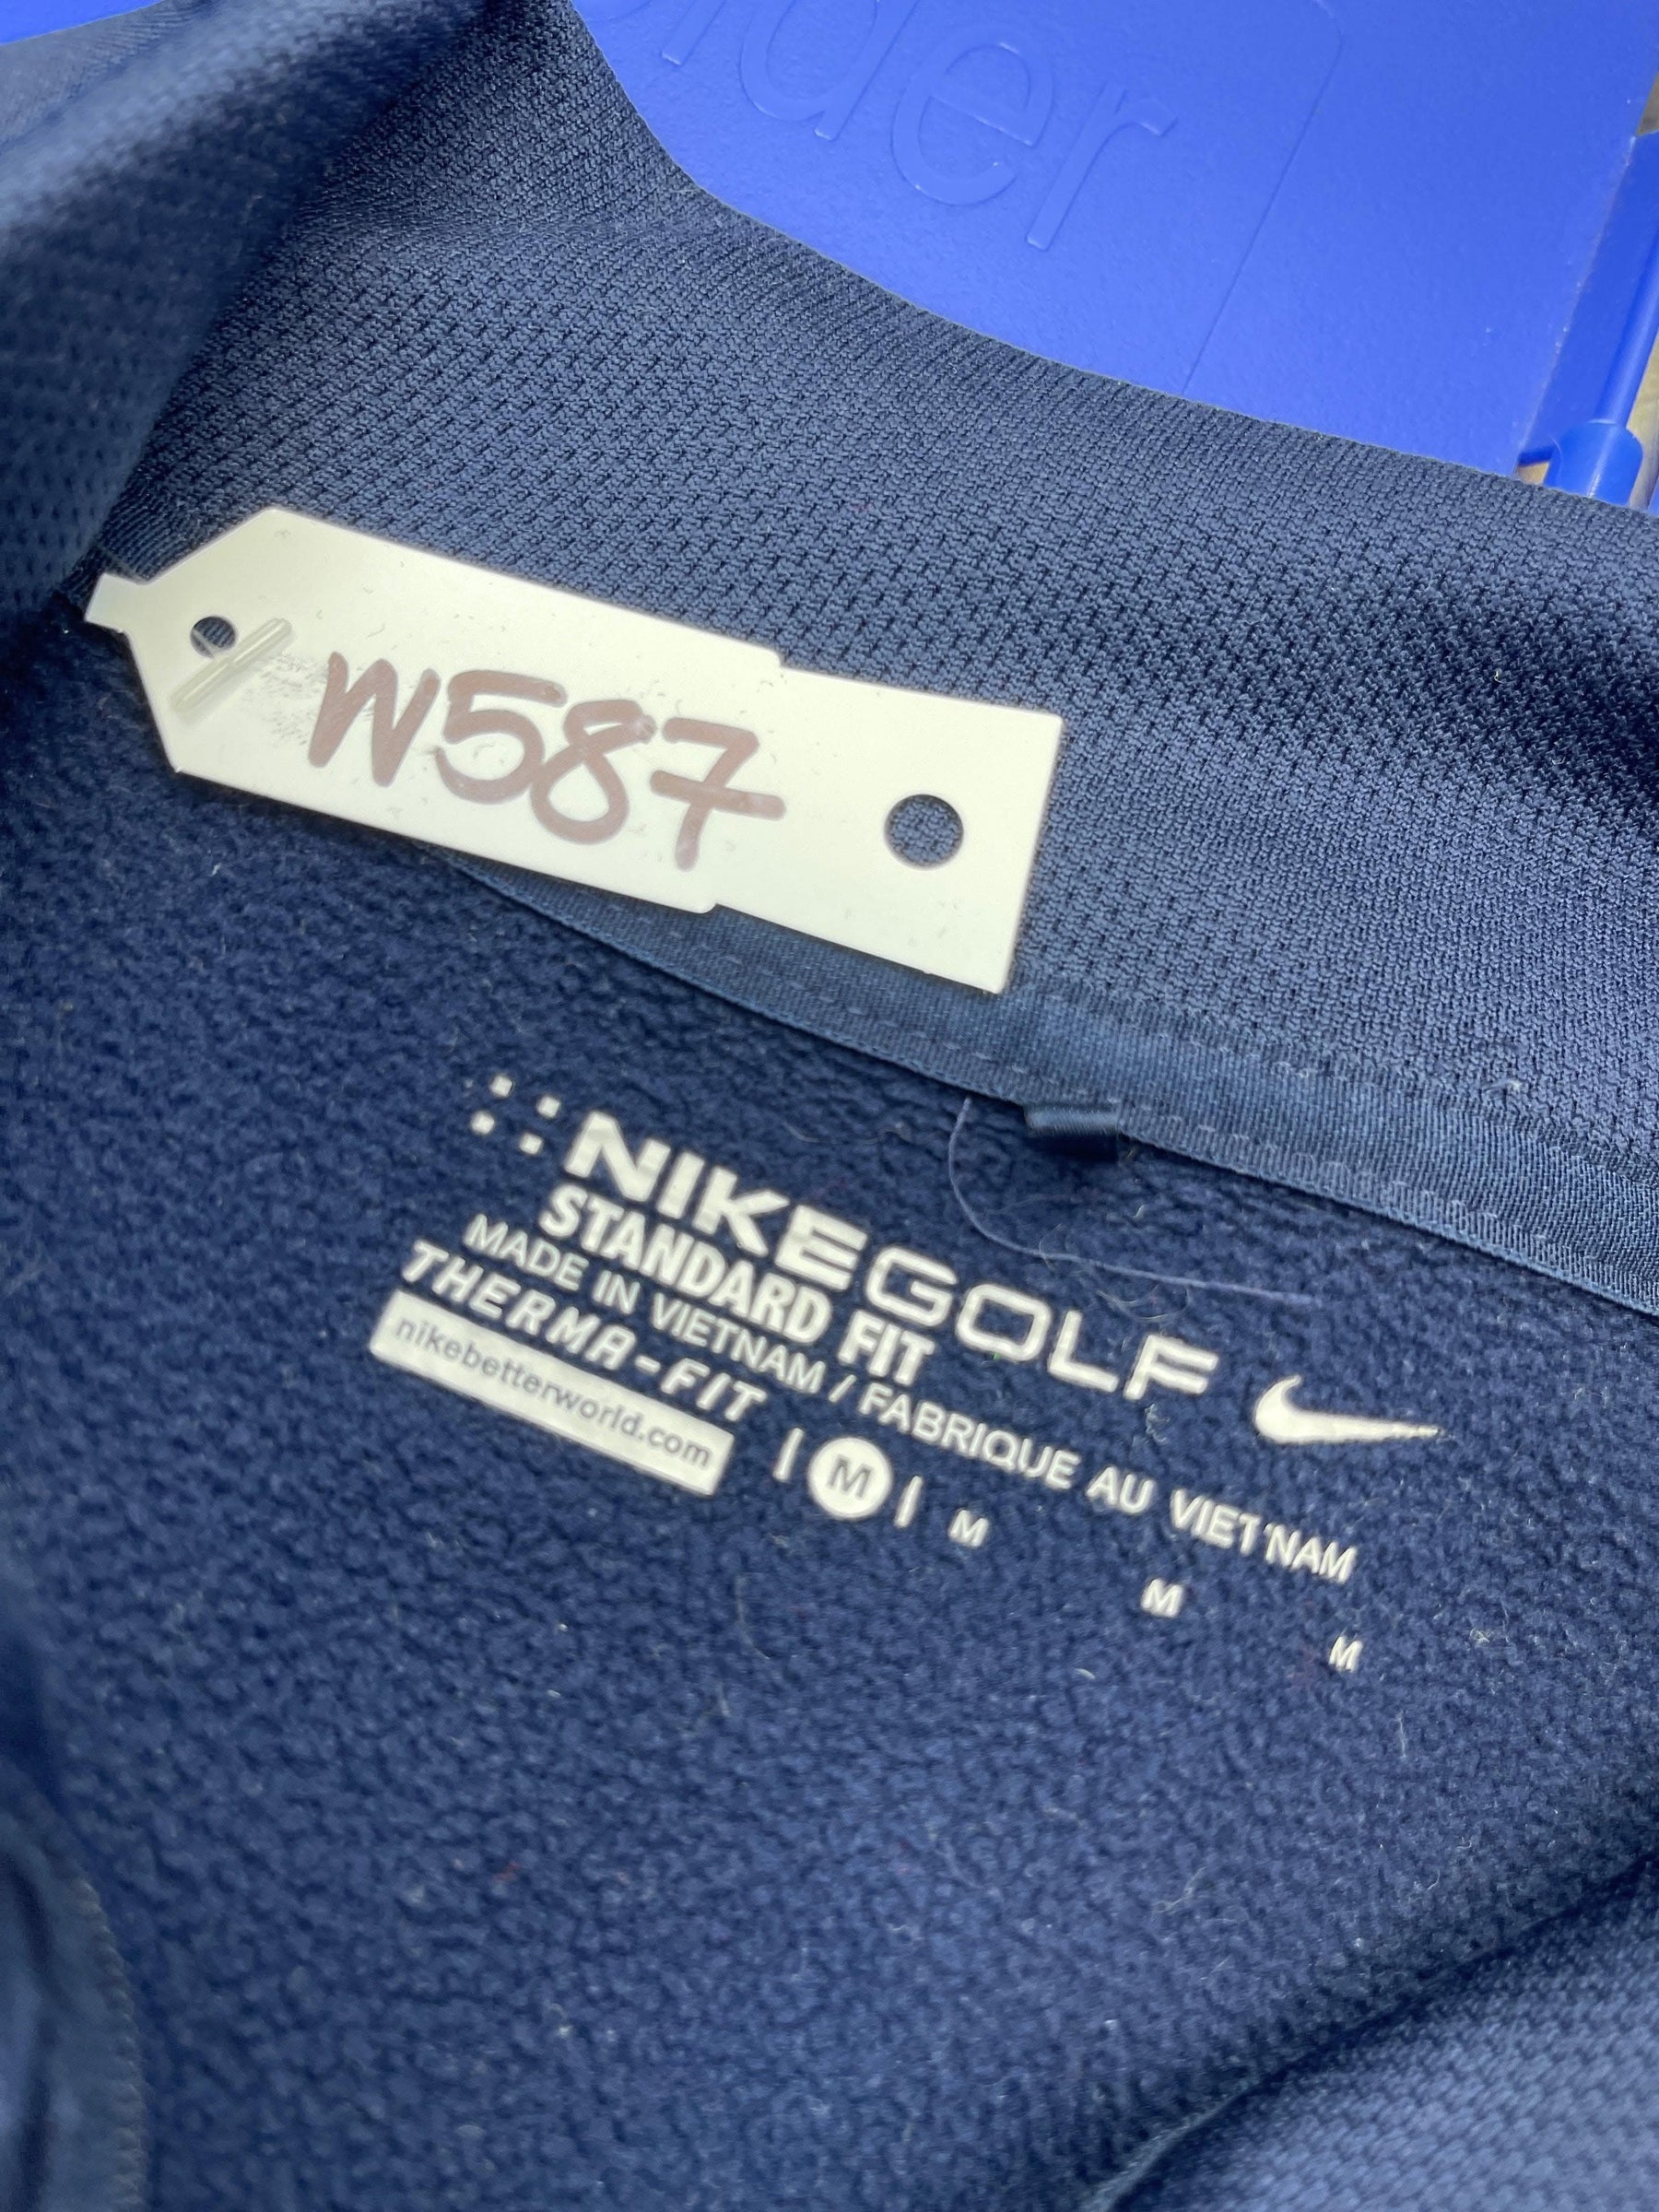 W587
NIKEGOLF
STANDARD FIT
MADE IN VIETNAM / FABRIQUE AU VIETNAM
THERMA-FIT
nikebetterworld.com
M M M M